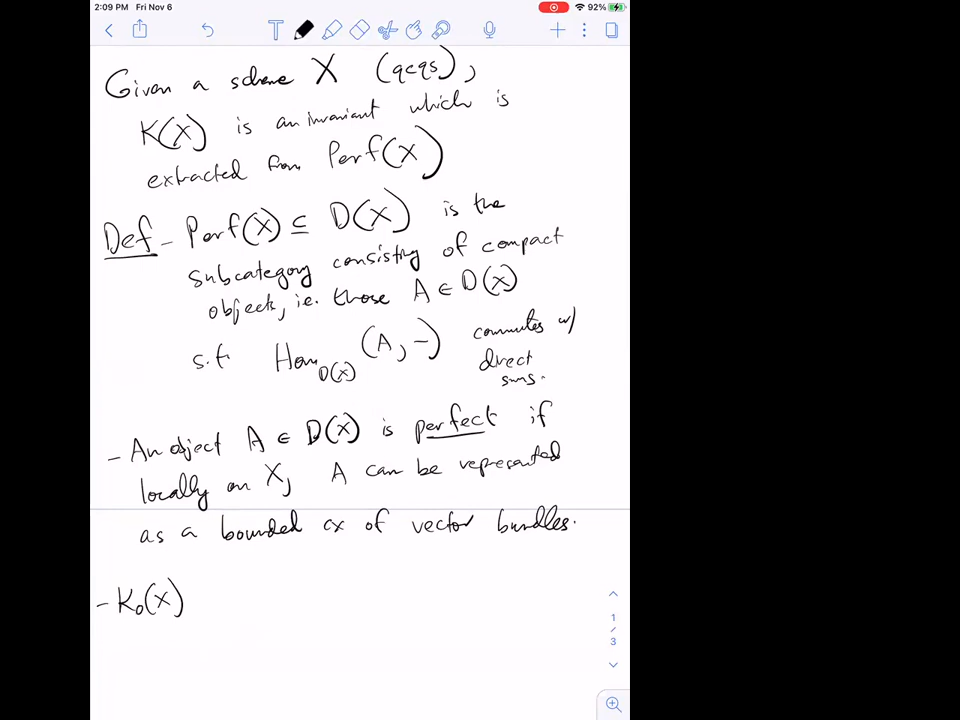 2:09 PM Fri Nov 6
92%
Given a scheme X (qcqs),
K(X) is an invariant which is
extracted from Perf(X)
Def - Perf(X) ⊆ D(X) is the
subcategory consisting of compact
objects, i.e. those A ∈ D(X)
s.t. Hom_{D(X)}(A, -) commutes w/
direct
sums.
- An object A ∈ D(X) is perfect if
locally on X, A can be represented
as a bounded cx of vector bundles.
- K₀(X)
1
/
3